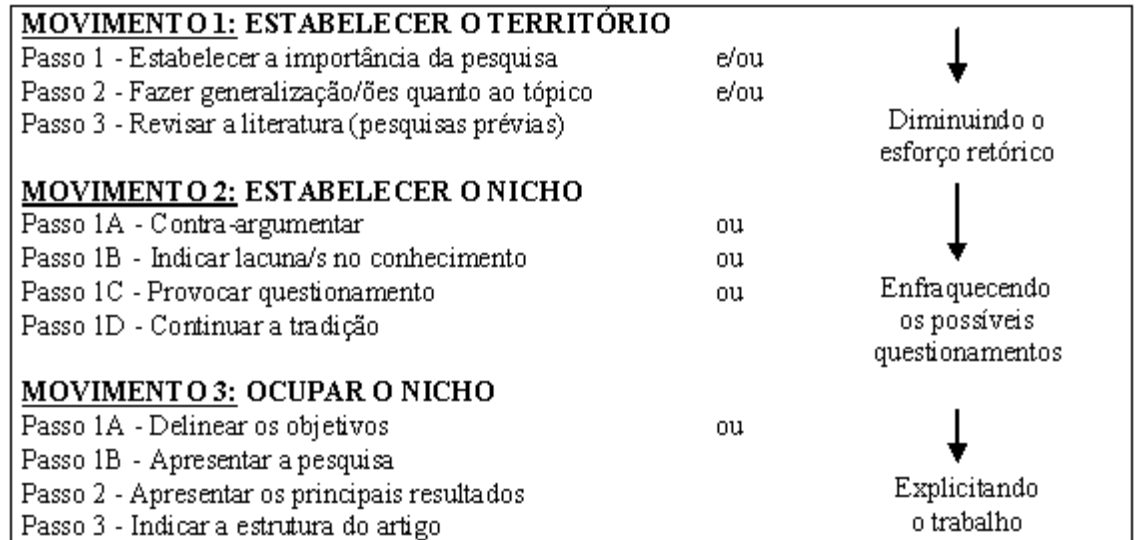 MOVIMENTO 1: ESTABELECER O TERRITÓRIO
Passo 1 - Estabelecer a importância da pesquisa e/ou
Passo 2 - Fazer generalização/ões quanto ao tópico e/ou
Passo 3 - Revisar a literatura (pesquisas prévias)
Diminuindo o
esforço retórico
MOVIMENTO 2: ESTABELECER O NICHO
Passo 1A - Contra-argumentar ou
Passo 1B - Indicar lacuna/s no conhecimento ou
Passo 1C - Provocar questionamento ou
Passo 1D - Continuar a tradição
Enfraquecendo
os possíveis
questionamentos
MOVIMENTO 3: OCUPAR O NICHO
Passo 1A - Delinear os objetivos ou
Passo 1B - Apresentar a pesquisa
Passo 2 - Apresentar os principais resultados
Passo 3 - Indicar a estrutura do artigo
Explicitando
o trabalho